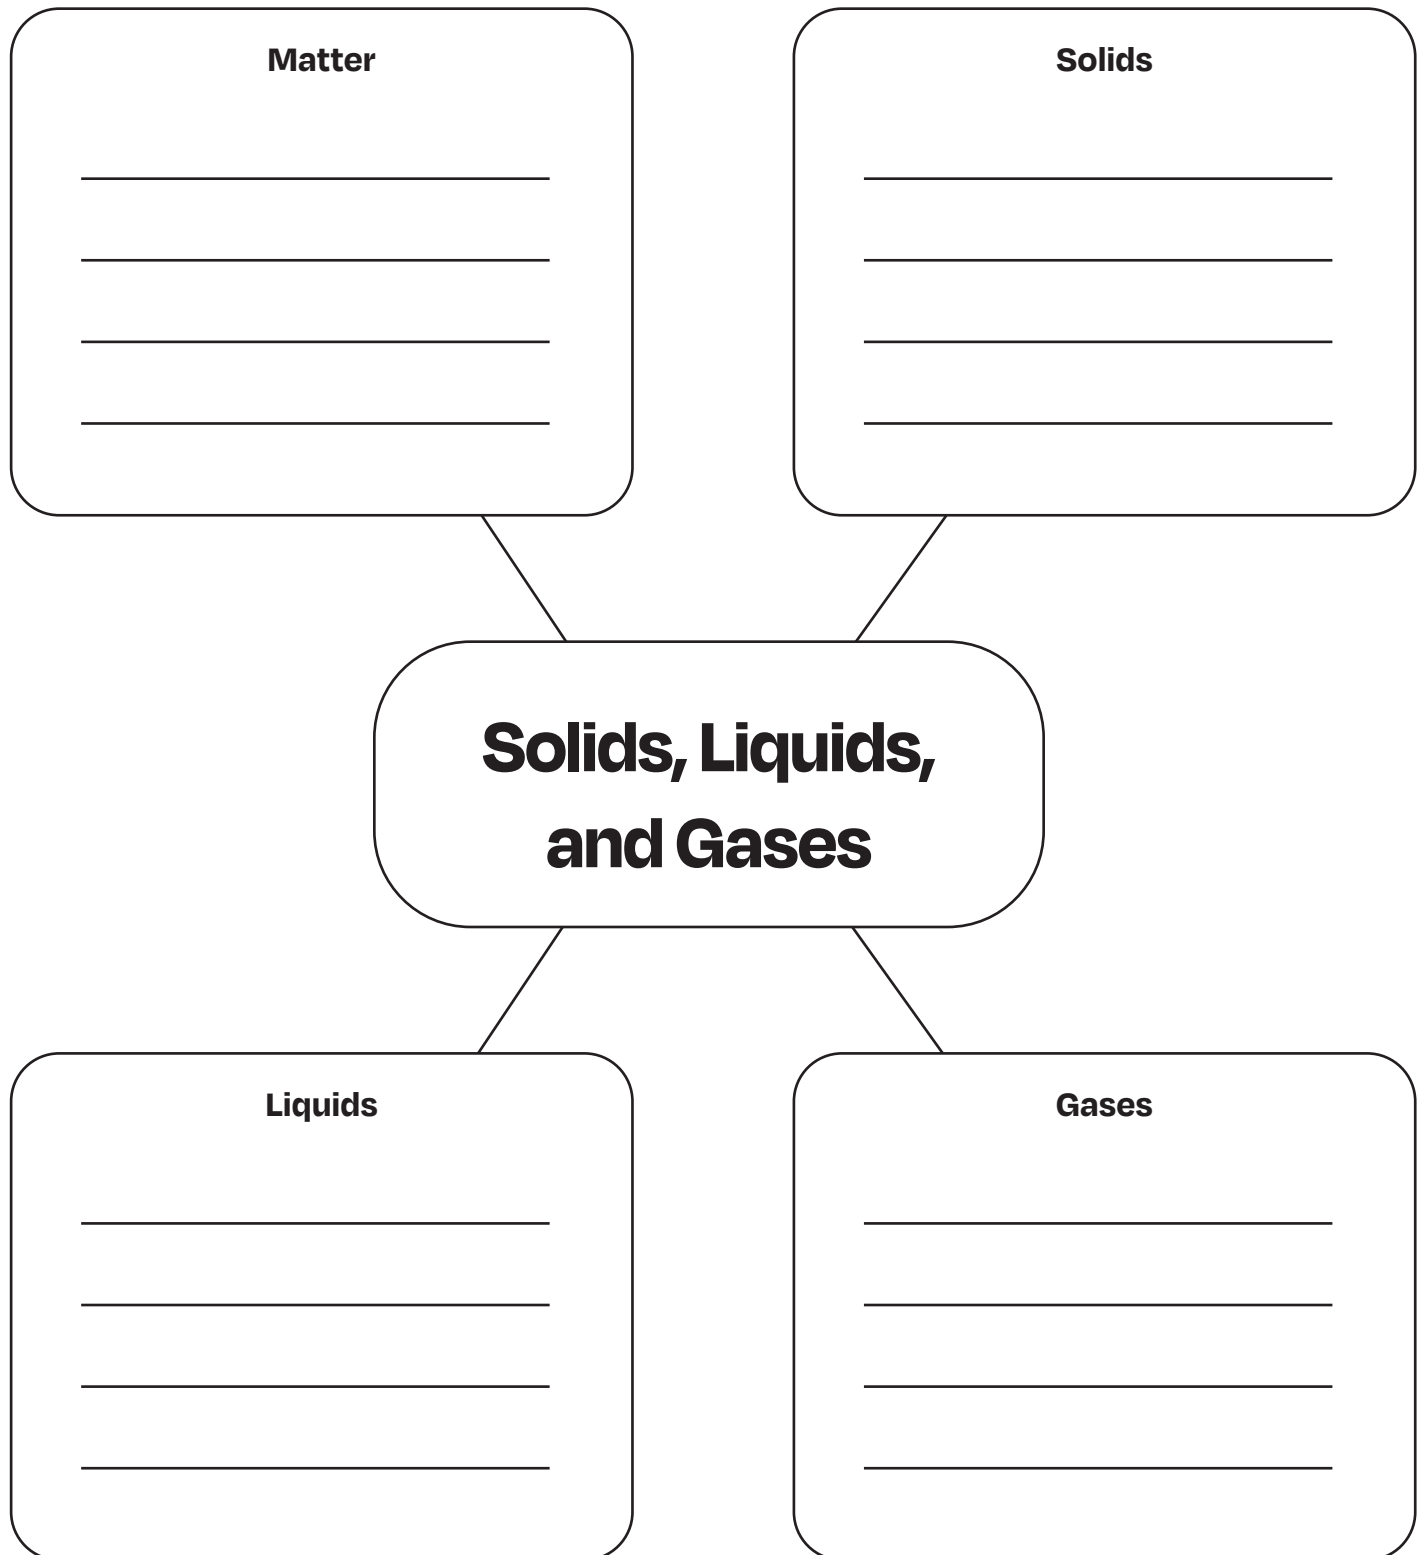 Matter
Solids
Solids, Liquids,
and Gases
Liquids
Gases